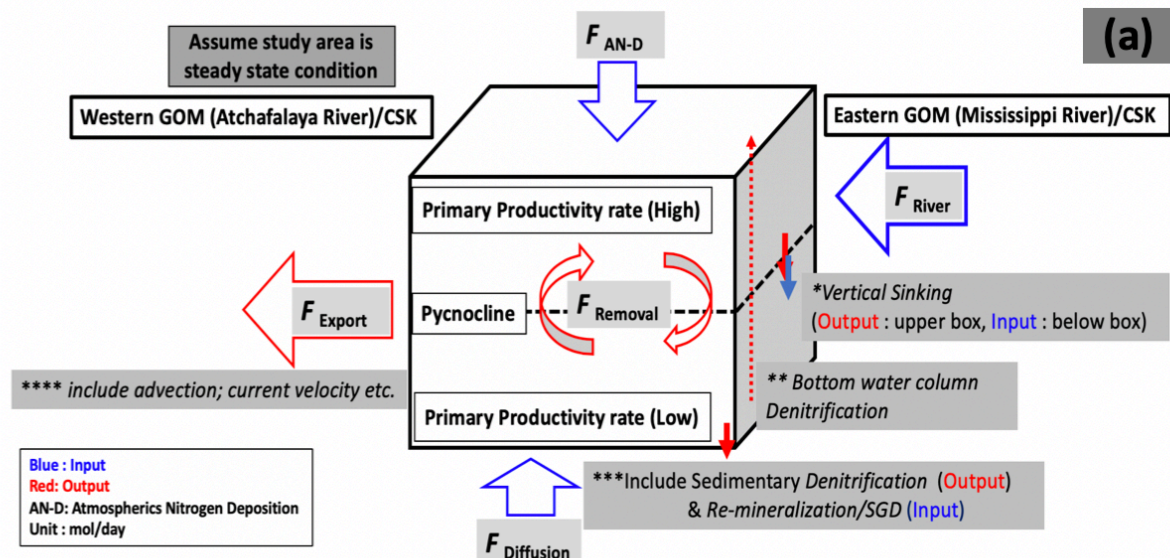 (a)
Assume study area is
steady state condition
F AN-D
Western GOM (Atchafalaya River)/CSK
Eastern GOM (Mississippi River)/CSK
F River
Primary Productivity rate (High)
F Export
Pycnocline
F Removal
*Vertical Sinking
(Output : upper box, Input : below box)
**** include advection; current velocity etc.
** Bottom water column
Denitrification
Primary Productivity rate (Low)
Blue : Input
Red: Output
AN-D: Atmospherics Nitrogen Deposition
Unit : mol/day
***Include Sedimentary Denitrification (Output)
& Re-mineralization/SGD (Input)
F Diffusion